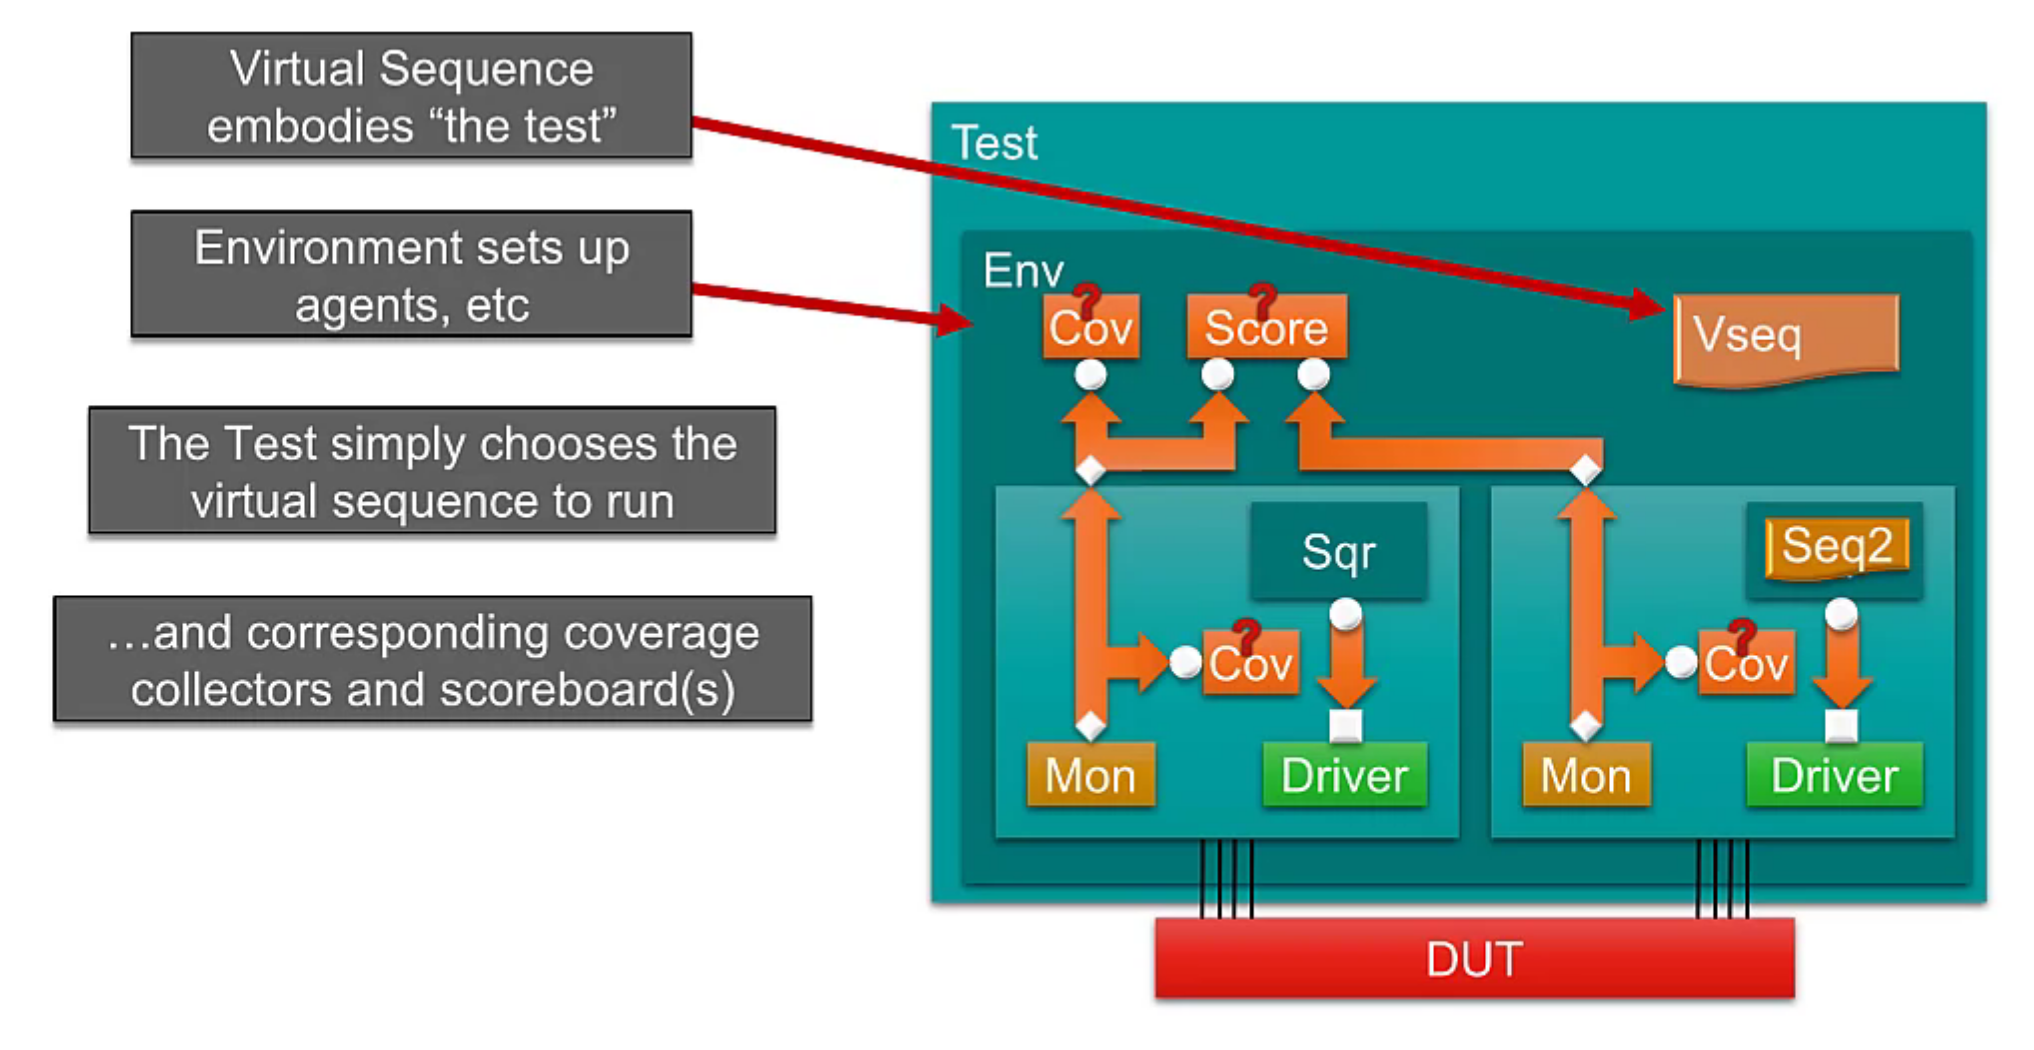 Virtual Sequence
embodies “the test”
Environment sets up
agents, etc
The Test simply chooses the
virtual sequence to run
…and corresponding coverage
collectors and scoreboard(s)
Test
Env
?
Cov
?
Score
Vseq
Sqr
?
Cov
Mon
Driver
Seq2
?
Cov
Mon
Driver
DUT